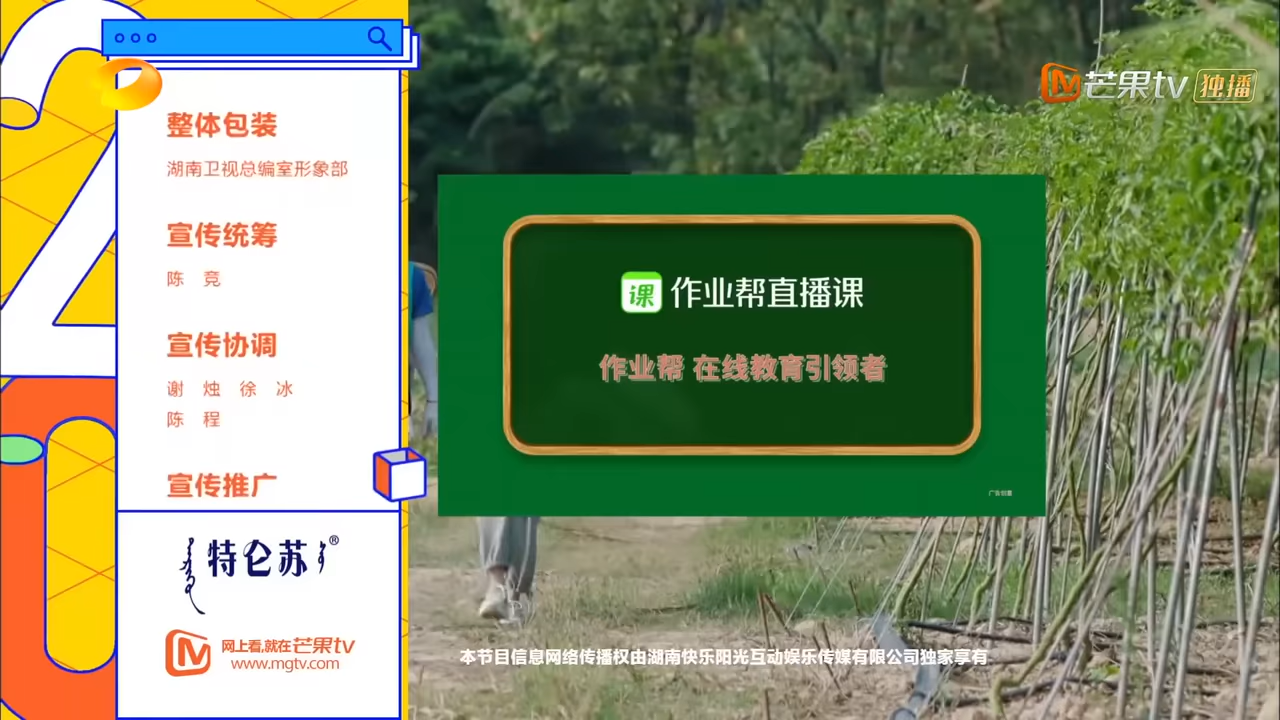 整体包装
湖南卫视总编室形象部
宣传统筹
陈 竞
宣传协调
谢 烛 徐 冰
陈 程
宣传推广
特仑苏®
网上看,就在芒果tv
www.mgtv.com
芒果tv 独播
课 作业帮直播课
作业帮 在线教育引领者
广告创意
本节目信息网络传播权由湖南快乐阳光互动娱乐传媒有限公司独家享有